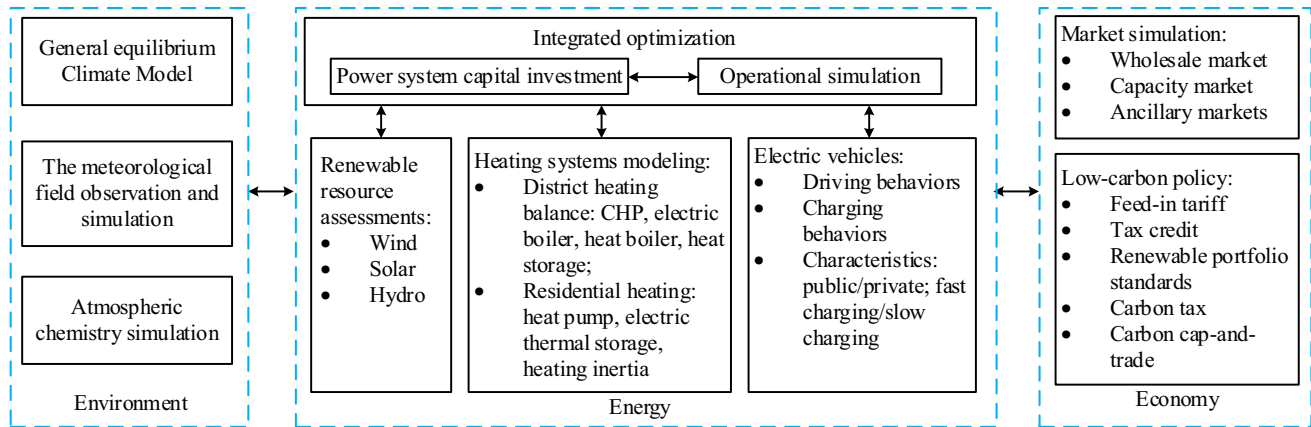 General equilibrium
Climate Model
The meteorological
field observation and
simulation
Atmospheric
chemistry simulation
Environment
Integrated optimization
Power system capital investment
Operational simulation
Renewable
resource
assessments:
● Wind
● Solar
● Hydro
Heating systems modeling:
● District heating
balance: CHP, electric
boiler, heat boiler, heat
storage;
● Residential heating:
heat pump, electric
thermal storage,
heating inertia
Electric vehicles:
● Driving behaviors
● Charging
behaviors
● Characteristics:
public/private; fast
charging/slow
charging
Energy
Market simulation:
● Wholesale market
● Capacity market
● Ancillary markets
Low-carbon policy:
● Feed-in tariff
● Tax credit
● Renewable portfolio
standards
● Carbon tax
● Carbon cap-and-
trade
Economy